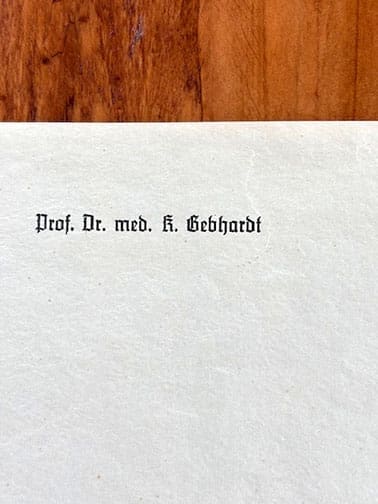 Prof. Dr. med. K. Gebhardt